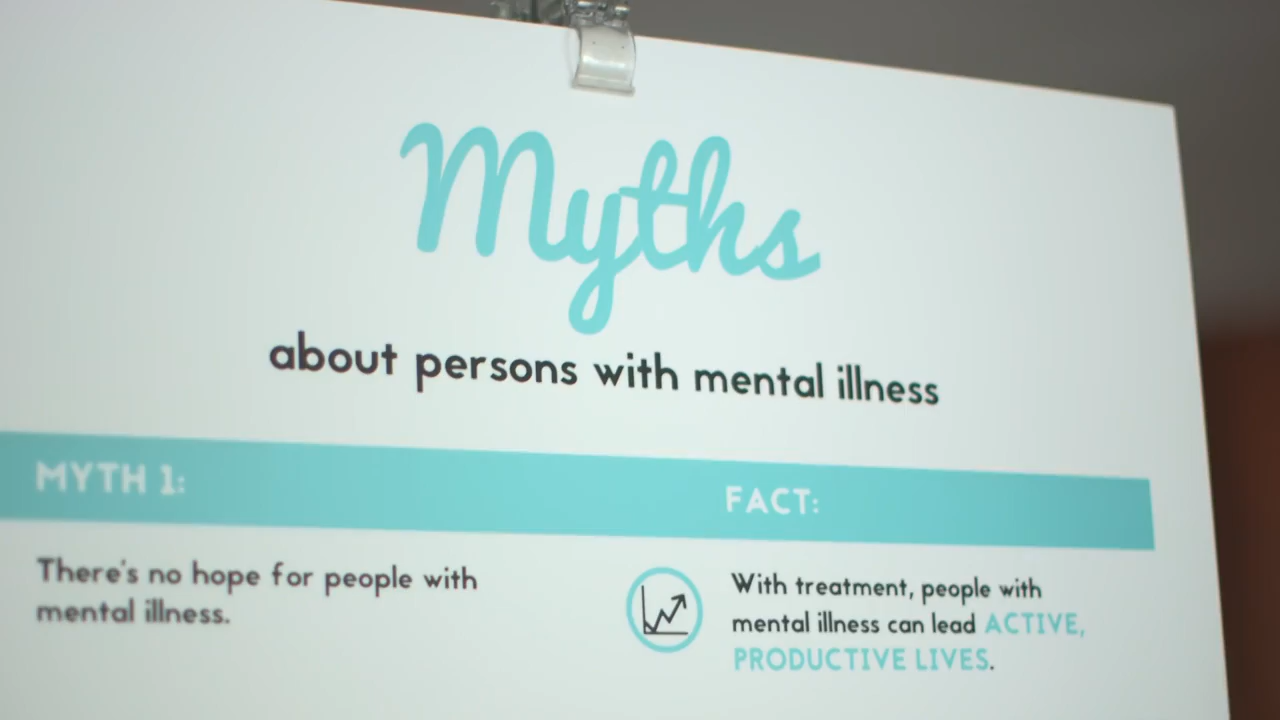 Myths
about persons with mental illness
MYTH 1:
FACT:
There's no hope for people with
mental illness.
With treatment, people with
mental illness can lead ACTIVE,
PRODUCTIVE LIVES.